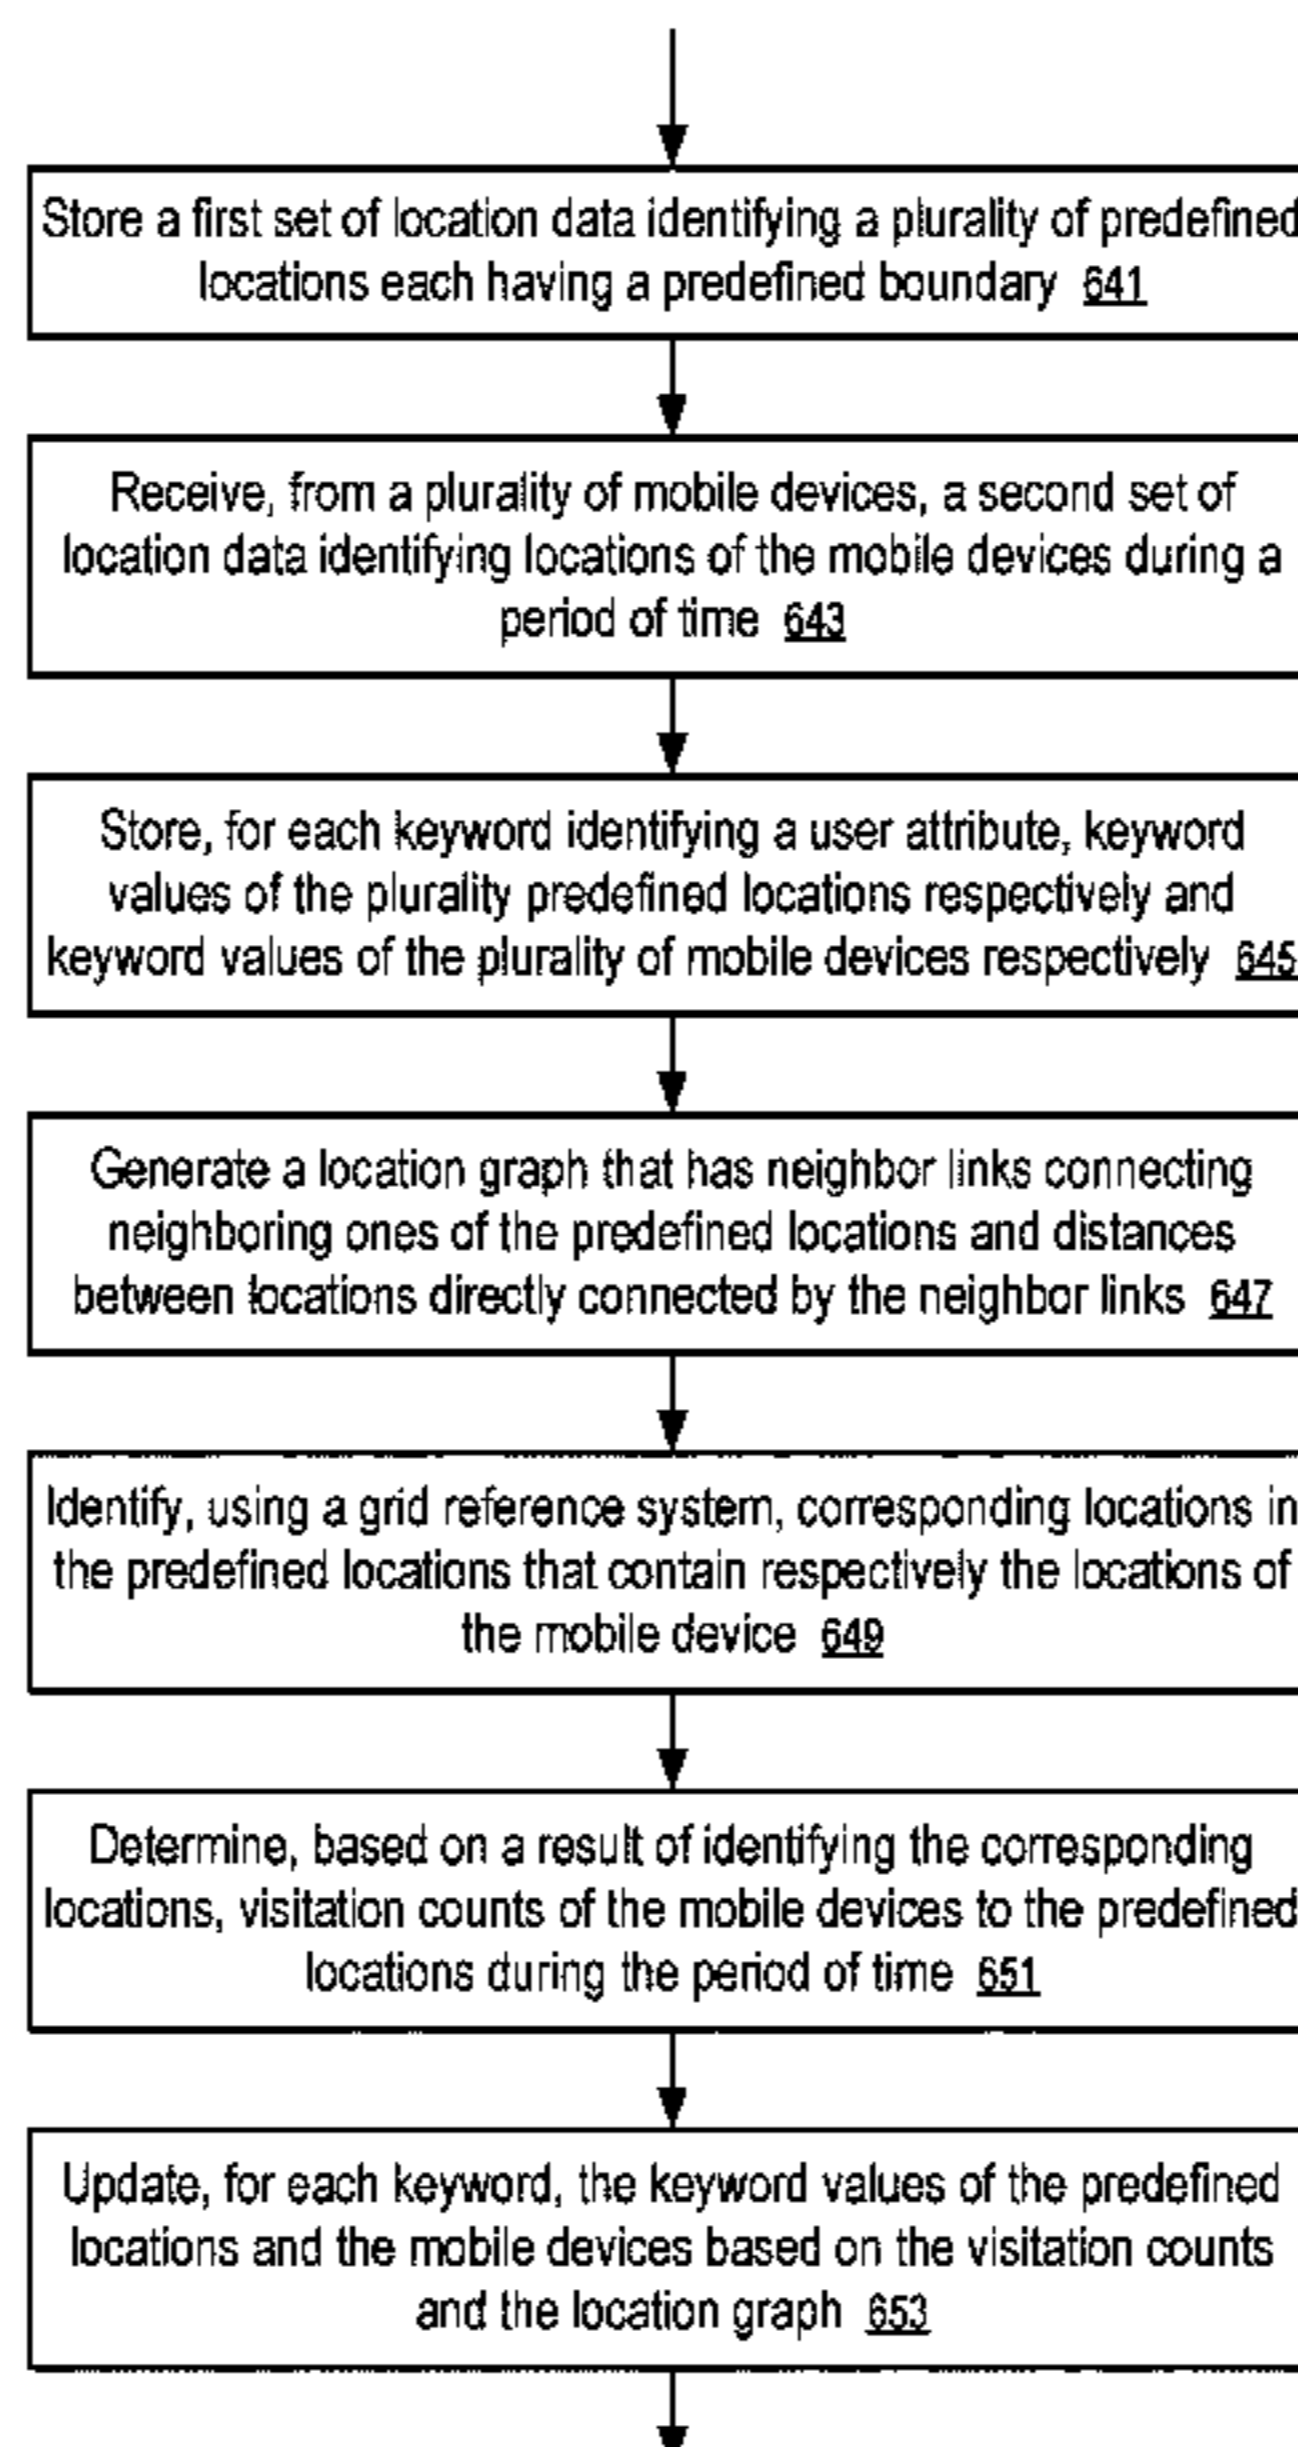 Store a first set of location data identifying a plurality of predefined
locations each having a predefined boundary 641
Receive, from a plurality of mobile devices, a second set of
location data identifying locations of the mobile devices during a
period of time 643
Store, for each keyword identifying a user attribute, keyword
values of the plurality predefined locations respectively and
keyword values of the plurality of mobile devices respectively 645
Generate a location graph that has neighbor links connecting
neighboring ones of the predefined locations and distances
between locations directly connected by the neighbor links 647
Identify, using a grid reference system, corresponding locations in
the predefined locations that contain respectively the locations of
the mobile device 649
Determine, based on a result of identifying the corresponding
locations, visitation counts of the mobile devices to the predefined
locations during the period of time 651
Update, for each keyword, the keyword values of the predefined
locations and the mobile devices based on the visitation counts
and the location graph 653